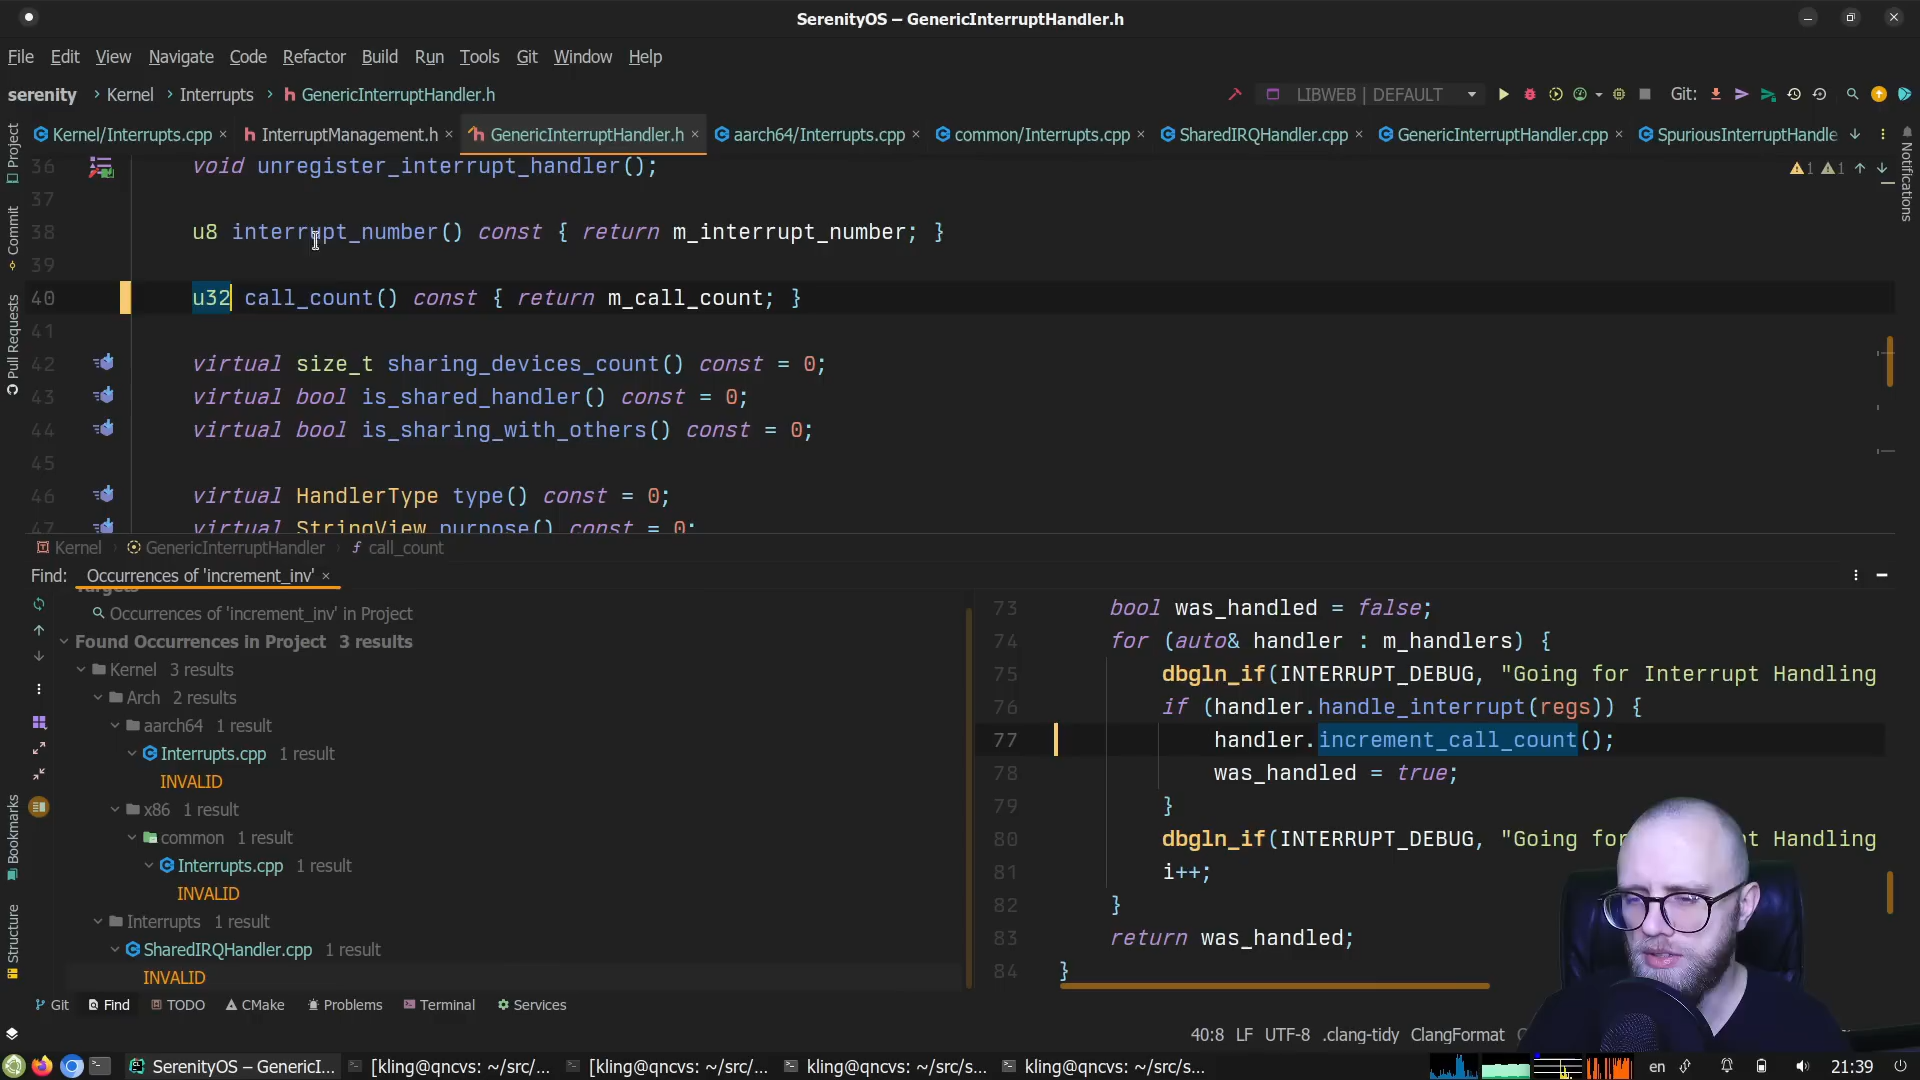 SerenityOS – GenericInterruptHandler.h
File Edit View Navigate Code Refactor Build Run Tools Git Window Help
serenity Kernel Interrupts GenericInterruptHandler.h
LIBWEB | DEFAULT Git:
Kernel/Interrupts.cpp InterruptManagement.h GenericInterruptHandler.h aarch64/Interrupts.cpp common/Interrupts.cpp SharedIRQHandler.cpp GenericInterruptHandler.cpp SpuriousInterruptHandle
Project
Commit
Pull Requests
Bookmarks
Structure
Notifications
1 1
36 void unregister_interrupt_handler();
37
38 u8 interrupt_number() const { return m_interrupt_number; }
39
40 u32 call_count() const { return m_call_count; }
41
42 virtual size_t sharing_devices_count() const = 0;
43 virtual bool is_shared_handler() const = 0;
44 virtual bool is_sharing_with_others() const = 0;
45
46 virtual HandlerType type() const = 0;
47 virtual StringView purpose() const = 0;
Kernel GenericInterruptHandler call_count
Find: Occurrences of 'increment_inv'
Targets
Occurrences of 'increment_inv' in Project
Found Occurrences in Project 3 results
Kernel 3 results
Arch 2 results
aarch64 1 result
Interrupts.cpp 1 result
INVALID
x86 1 result
common 1 result
Interrupts.cpp 1 result
INVALID
Interrupts 1 result
SharedIRQHandler.cpp 1 result
INVALID
73 bool was_handled = false;
74 for (auto& handler : m_handlers) {
75 dbgln_if(INTERRUPT_DEBUG, "Going for Interrupt Handling
76 if (handler.handle_interrupt(regs)) {
77 handler.increment_call_count();
78 was_handled = true;
79 }
80 dbgln_if(INTERRUPT_DEBUG, "Going fo pt Handling
81 i++;
82 }
83 return was_handled;
84 }
Git Find TODO CMake Problems Terminal Services
40:8 LF UTF-8 .clang-tidy ClangFormat
SerenityOS – GenericI... [kling@qncvs: ~/src/... [kling@qncvs: ~/src/... kling@qncvs: ~/src/s... kling@qncvs: ~/src/s... en 21:39